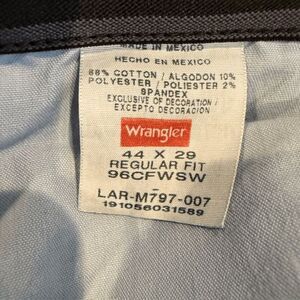 MADE IN MEXICO
HECHO EN MEXICO
88% COTTON / ALGODON 10%
POLYESTER / POLIESTER 2%
SPANDEX
EXCLUSIVE OF DECORATION /
EXCEPTO DECORACION
Wrangler
44 X 29
REGULAR FIT
96CFWSW
LAR-M797-007
191056031589